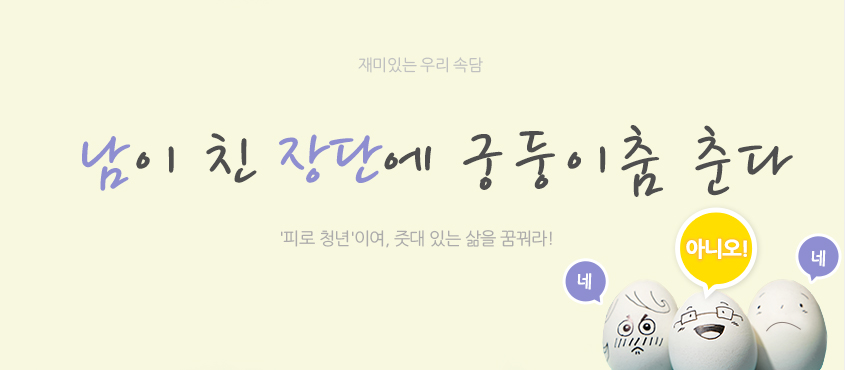 재미있는 우리 속담
남이 친 장단에 궁둥이춤 춘다
'피로 청년'이여, 줏대 있는 삶을 꿈꿔라!
네
아니오!
네